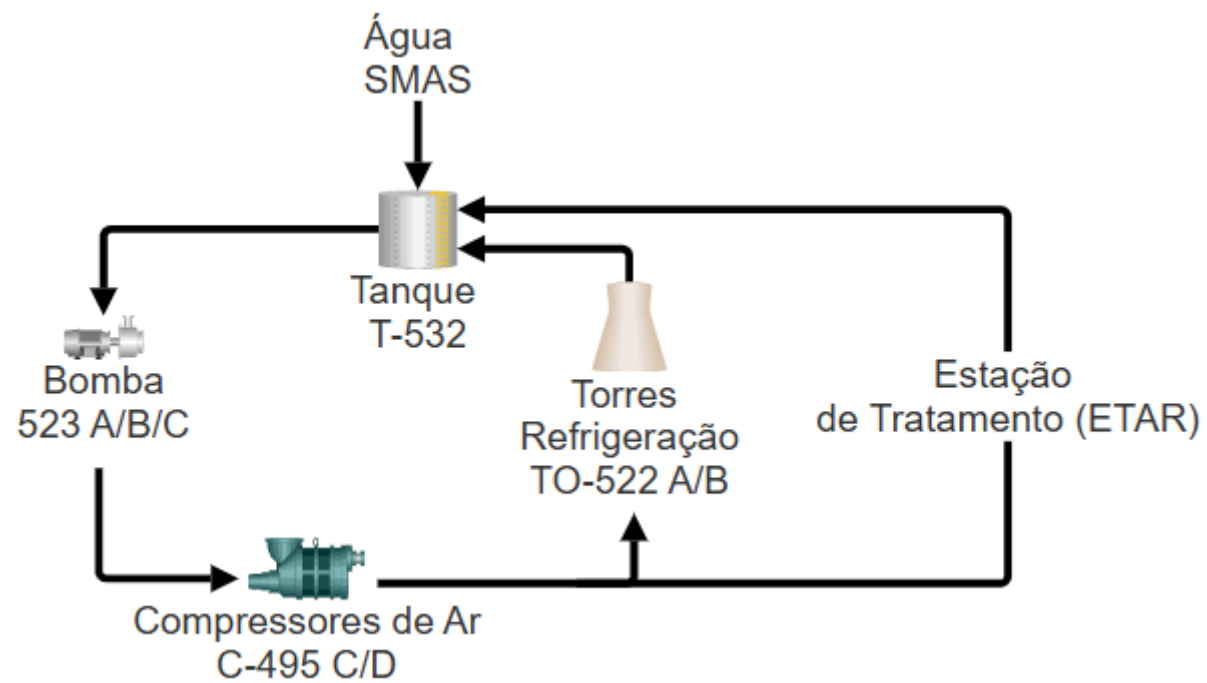 Água
SMAS
Tanque
T-532
Bomba
523 A/B/C
Torres
Refrigeração
TO-522 A/B
Estação
de Tratamento (ETAR)
Compressores de Ar
C-495 C/D